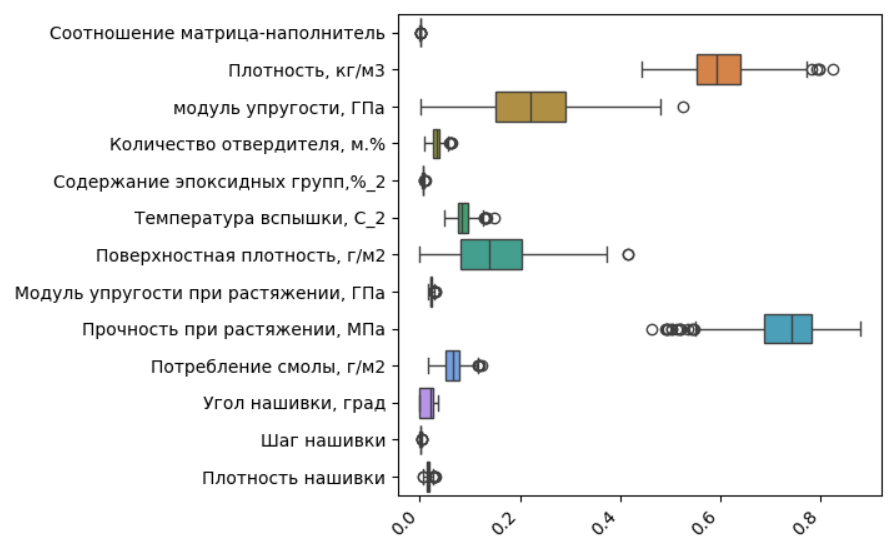 Соотношение матрица-наполнитель
Плотность, кг/м3
модуль упругости, ГПа
Количество отвердителя, м.%
Содержание эпоксидных групп,%_2
Температура вспышки, С_2
Поверхностная плотность, г/м2
Модуль упругости при растяжении, ГПа
Прочность при растяжении, МПа
Потребление смолы, г/м2
Угол нашивки, град
Шаг нашивки
Плотность нашивки
0.0 0.2 0.4 0.6 0.8